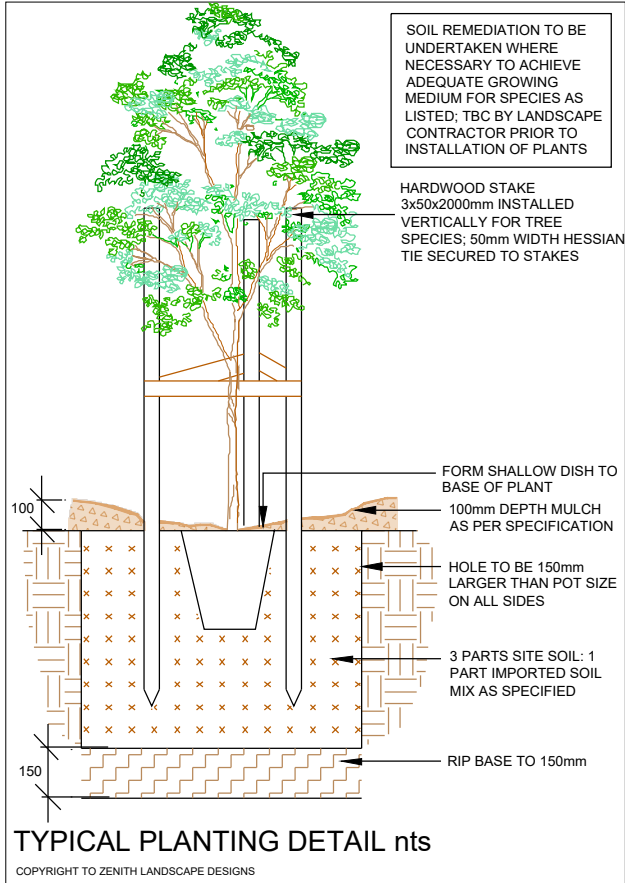 SOIL REMEDIATION TO BE
UNDERTAKEN WHERE
NECESSARY TO ACHIEVE
ADEQUATE GROWING
MEDIUM FOR SPECIES AS
LISTED; TBC BY LANDSCAPE
CONTRACTOR PRIOR TO
INSTALLATION OF PLANTS
HARDWOOD STAKE
3x50x2000mm INSTALLED
VERTICALLY FOR TREE
SPECIES; 50mm WIDTH HESSIAN
TIE SECURED TO STAKES
FORM SHALLOW DISH TO
BASE OF PLANT
100
100mm DEPTH MULCH
AS PER SPECIFICATION
HOLE TO BE 150mm
LARGER THAN POT SIZE
ON ALL SIDES
3 PARTS SITE SOIL: 1
PART IMPORTED SOIL
MIX AS SPECIFIED
150
RIP BASE TO 150mm
TYPICAL PLANTING DETAIL nts
COPYRIGHT TO ZENITH LANDSCAPE DESIGNS